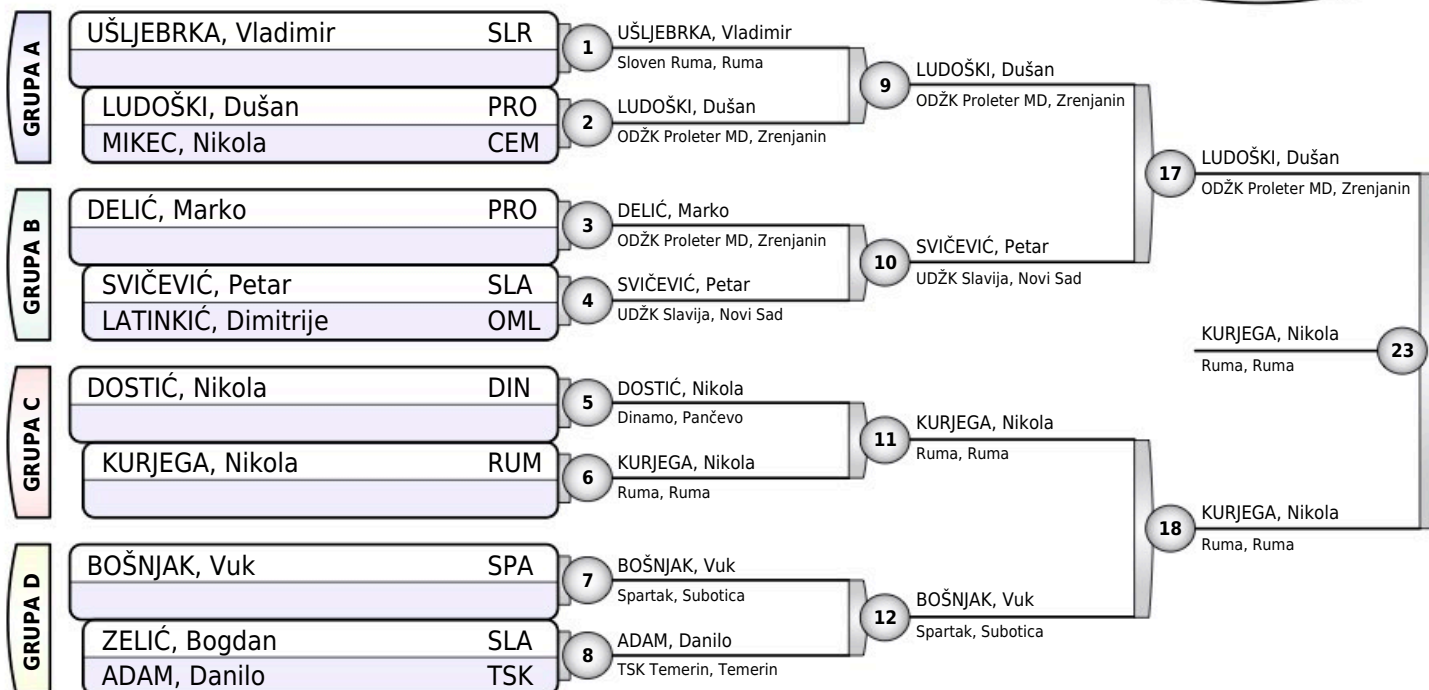 GRUPA A
UŠLJEBRKA, Vladimir SLR
LUDOŠKI, Dušan PRO
MIKEC, Nikola CEM
GRUPA B
DELIĆ, Marko PRO
SVIČEVIĆ, Petar SLA
LATINKIĆ, Dimitrije OML
GRUPA C
DOSTIĆ, Nikola DIN
KURJEGA, Nikola RUM
GRUPA D
BOŠNJAK, Vuk SPA
ZELIĆ, Bogdan SLA
ADAM, Danilo TSK
1
UŠLJEBRKA, Vladimir
Sloven Ruma, Ruma
2
LUDOŠKI, Dušan
ODŽK Proleter MD, Zrenjanin
3
DELIĆ, Marko
ODŽK Proleter MD, Zrenjanin
4
SVIČEVIĆ, Petar
UDŽK Slavija, Novi Sad
5
DOSTIĆ, Nikola
Dinamo, Pančevo
6
KURJEGA, Nikola
Ruma, Ruma
7
BOŠNJAK, Vuk
Spartak, Subotica
8
ADAM, Danilo
TSK Temerin, Temerin
9
LUDOŠKI, Dušan
ODŽK Proleter MD, Zrenjanin
10
SVIČEVIĆ, Petar
UDŽK Slavija, Novi Sad
11
KURJEGA, Nikola
Ruma, Ruma
12
BOŠNJAK, Vuk
Spartak, Subotica
17
LUDOŠKI, Dušan
ODŽK Proleter MD, Zrenjanin
18
KURJEGA, Nikola
Ruma, Ruma
KURJEGA, Nikola
Ruma, Ruma
23